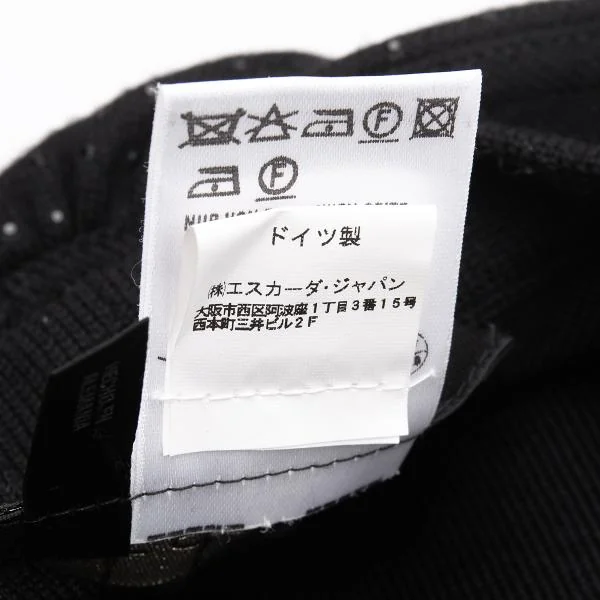 F
F
ドイツ製
(株)エスカーダ・ジャパン
大阪市西区阿波座1丁目3番15号
西本町三井ビル2F